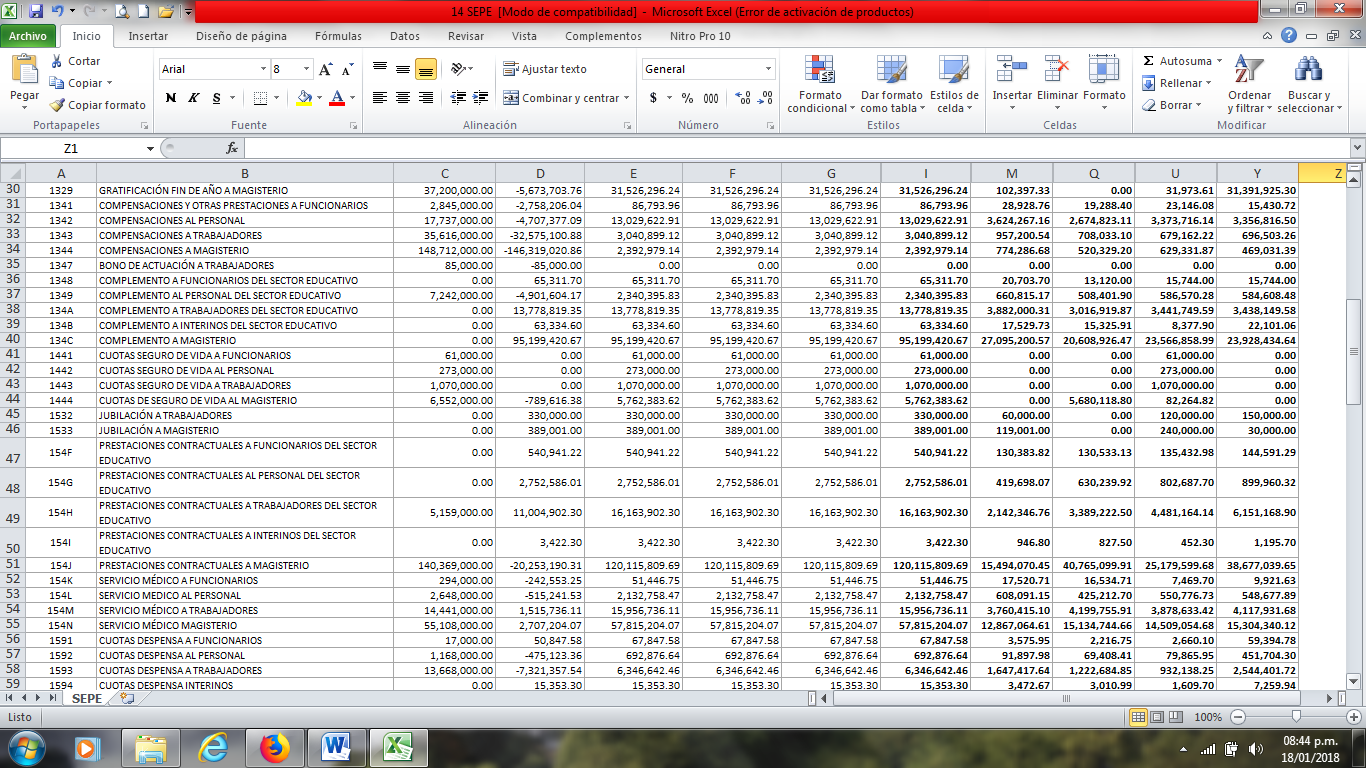 14 SEPE [Modo de compatibilidad] - Microsoft Excel (Error de activación de productos)
Archivo Inicio Insertar Diseño de página Fórmulas Datos Revisar Vista Complementos Nitro Pro 10
Pegar
Cortar
Copiar
Copiar formato
Portapapeles
Arial 8
N K S
Fuente
Ajustar texto
Combinar y centrar
Alineación
General
$ % 000
Número
Formato condicional
Dar formato como tabla
Estilos de celda
Estilos
Insertar Eliminar Formato
Celdas
Autosuma
Rellenar
Borrar
Ordenar y filtrar
Buscar y seleccionar
Modificar
Z1 fx
A B C D E F G I M Q U Y Z
30 1329 GRATIFICACIÓN FIN DE AÑO A MAGISTERIO 37,200,000.00 -5,673,703.76 31,526,296.24 31,526,296.24 31,526,296.24 31,526,296.24 102,397.33 0.00 31,973.61 31,391,925.30
31 1341 COMPENSACIONES Y OTRAS PRESTACIONES A FUNCIONARIOS 2,845,000.00 -2,758,206.04 86,793.96 86,793.96 86,793.96 86,793.96 28,928.76 19,288.40 23,146.08 15,430.72
32 1342 COMPENSACIONES AL PERSONAL 17,737,000.00 -4,707,377.09 13,029,622.91 13,029,622.91 13,029,622.91 13,029,622.91 3,624,267.16 2,674,823.11 3,373,716.14 3,356,816.50
33 1343 COMPENSACIONES A TRABAJADORES 35,616,000.00 -32,575,100.88 3,040,899.12 3,040,899.12 3,040,899.12 3,040,899.12 957,200.54 708,033.10 679,162.22 696,503.26
34 1344 COMPENSACIONES A MAGISTERIO 148,712,000.00 -146,319,020.86 2,392,979.14 2,392,979.14 2,392,979.14 2,392,979.14 774,286.68 520,329.20 629,331.87 469,031.39
35 1347 BONO DE ACTUACIÓN A TRABAJADORES 85,000.00 -85,000.00 0.00 0.00 0.00 0.00 0.00 0.00 0.00 0.00
36 1348 COMPLEMENTO A FUNCIONARIOS DEL SECTOR EDUCATIVO 0.00 65,311.70 65,311.70 65,311.70 65,311.70 65,311.70 20,703.70 13,120.00 15,744.00 15,744.00
37 1349 COMPLEMENTO AL PERSONAL DEL SECTOR EDUCATIVO 7,242,000.00 -4,901,604.17 2,340,395.83 2,340,395.83 2,340,395.83 2,340,395.83 660,815.17 508,401.90 586,570.28 584,608.48
38 134A COMPLEMENTO A TRABAJADORES DEL SECTOR EDUCATIVO 0.00 13,778,819.35 13,778,819.35 13,778,819.35 13,778,819.35 13,778,819.35 3,882,000.31 3,016,919.87 3,441,749.59 3,438,149.58
39 134B COMPLEMENTO A INTERINOS DEL SECTOR EDUCATIVO 0.00 63,334.60 63,334.60 63,334.60 63,334.60 63,334.60 17,529.73 15,325.91 8,377.90 22,101.06
40 134C COMPLEMENTO A MAGISTERIO 0.00 95,199,420.67 95,199,420.67 95,199,420.67 95,199,420.67 95,199,420.67 27,095,200.57 20,608,926.47 23,566,858.99 23,928,434.64
41 1441 CUOTAS SEGURO DE VIDA A FUNCIONARIOS 61,000.00 0.00 61,000.00 61,000.00 61,000.00 61,000.00 0.00 0.00 61,000.00 0.00
42 1442 CUOTAS SEGURO DE VIDA AL PERSONAL 273,000.00 0.00 273,000.00 273,000.00 273,000.00 273,000.00 0.00 0.00 273,000.00 0.00
43 1443 CUOTAS SEGURO DE VIDA A TRABAJADORES 1,070,000.00 0.00 1,070,000.00 1,070,000.00 1,070,000.00 1,070,000.00 0.00 0.00 1,070,000.00 0.00
44 1444 CUOTAS DE SEGURO DE VIDA AL MAGISTERIO 6,552,000.00 -789,616.38 5,762,383.62 5,762,383.62 5,762,383.62 5,762,383.62 0.00 5,680,118.80 82,264.82 0.00
45 1532 JUBILACIÓN A TRABAJADORES 0.00 330,000.00 330,000.00 330,000.00 330,000.00 330,000.00 60,000.00 0.00 120,000.00 150,000.00
46 1533 JUBILACIÓN A MAGISTERIO 0.00 389,001.00 389,001.00 389,001.00 389,001.00 389,001.00 119,001.00 0.00 240,000.00 30,000.00
47 154F PRESTACIONES CONTRACTUALES A FUNCIONARIOS DEL SECTOR EDUCATIVO 0.00 540,941.22 540,941.22 540,941.22 540,941.22 540,941.22 130,383.82 130,533.13 135,432.98 144,591.29
48 154G PRESTACIONES CONTRACTUALES AL PERSONAL DEL SECTOR EDUCATIVO 0.00 2,752,586.01 2,752,586.01 2,752,586.01 2,752,586.01 2,752,586.01 419,698.07 630,239.92 802,687.70 899,960.32
49 154H PRESTACIONES CONTRACTUALES A TRABAJADORES DEL SECTOR EDUCATIVO 5,159,000.00 11,004,902.30 16,163,902.30 16,163,902.30 16,163,902.30 16,163,902.30 2,142,346.76 3,389,222.50 4,481,164.14 6,151,168.90
50 154I PRESTACIONES CONTRACTUALES A INTERINOS DEL SECTOR EDUCATIVO 0.00 3,422.30 3,422.30 3,422.30 3,422.30 3,422.30 946.80 827.50 452.30 1,195.70
51 154J PRESTACIONES CONTRACTUALES A MAGISTERIO 140,369,000.00 -20,253,190.31 120,115,809.69 120,115,809.69 120,115,809.69 120,115,809.69 15,494,070.45 40,765,099.91 25,179,599.68 38,677,039.65
52 154K SERVICIO MÉDICO A FUNCIONARIOS 294,000.00 -242,553.25 51,446.75 51,446.75 51,446.75 51,446.75 17,520.71 16,534.71 7,469.70 9,921.63
53 154L SERVICIO MEDICO AL PERSONAL 2,648,000.00 -515,241.53 2,132,758.47 2,132,758.47 2,132,758.47 2,132,758.47 608,091.15 425,212.70 550,776.73 548,677.89
54 154M SERVICIO MÉDICO A TRABAJADORES 14,441,000.00 1,515,736.11 15,956,736.11 15,956,736.11 15,956,736.11 15,956,736.11 3,760,415.10 4,199,755.91 3,878,633.42 4,117,931.68
55 154N SERVICIO MÉDICO MAGISTERIO 55,108,000.00 2,707,204.07 57,815,204.07 57,815,204.07 57,815,204.07 57,815,204.07 12,867,064.61 15,134,744.66 14,509,054.68 15,304,340.12
56 1591 CUOTAS DESPENSA A FUNCIONARIOS 17,000.00 50,847.58 67,847.58 67,847.58 67,847.58 67,847.58 3,575.95 2,216.75 2,660.10 59,394.78
57 1592 CUOTAS DESPENSA AL PERSONAL 1,168,000.00 -475,123.36 692,876.64 692,876.64 692,876.64 692,876.64 91,897.98 69,408.41 79,865.95 451,704.30
58 1593 CUOTAS DESPENSA A TRABAJADORES 13,668,000.00 -7,321,357.54 6,346,642.46 6,346,642.46 6,346,642.46 6,346,642.46 1,647,417.64 1,222,684.85 932,138.25 2,544,401.72
59 1594 CUOTAS DESPENSA INTERINOS 0.00 15,353.30 15,353.30 15,353.30 15,353.30 15,353.30 3,472.67 3,010.99 1,609.70 7,259.94
SEPE
Listo 100%
08:44 p.m.
18/01/2018